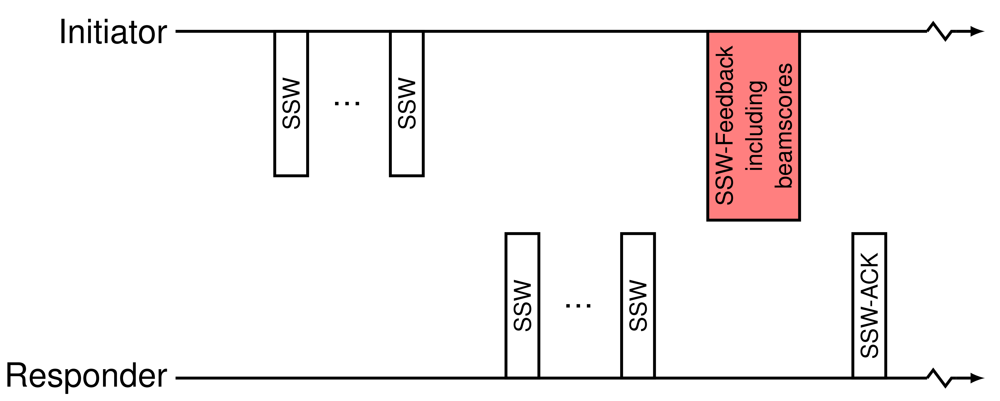 Initiator
SSW
...
SSW
SSW-Feedback
including
beamscores
SSW
...
SSW
SSW-ACK
Responder